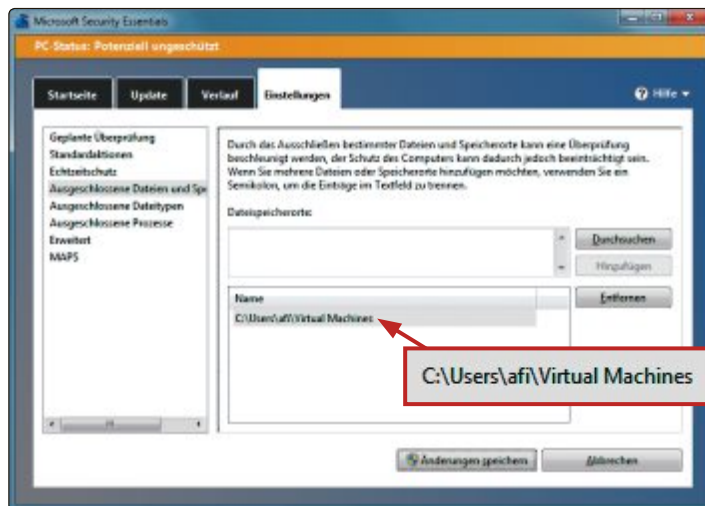 Microsoft Security Essentials
PC-Status: Potenziell ungeschützt
Startseite
Update
Verlauf
Einstellungen
Hilfe
Geplante Überprüfung
Standardaktionen
Echtzeitschutz
Ausgeschlossene Dateien und Spe
Ausgeschlossene Dateitypen
Ausgeschlossene Prozesse
Erweitert
MAPS
Durch das Ausschließen bestimmter Dateien und Speicherorte kann eine Überprüfung
beschleunigt werden, der Schutz des Computers kann dadurch jedoch beeinträchtigt sein.
Wenn Sie mehrere Dateien oder Speicherorte hinzufügen möchten, verwenden Sie ein
Semikolon, um die Einträge im Textfeld zu trennen.
Dateispeicherorte:
Durchsuchen
Hinzufügen
Name
Entfernen
C:\Users\afi\Virtual Machines
C:\Users\afi\Virtual Machines
Änderungen speichern
Abbrechen